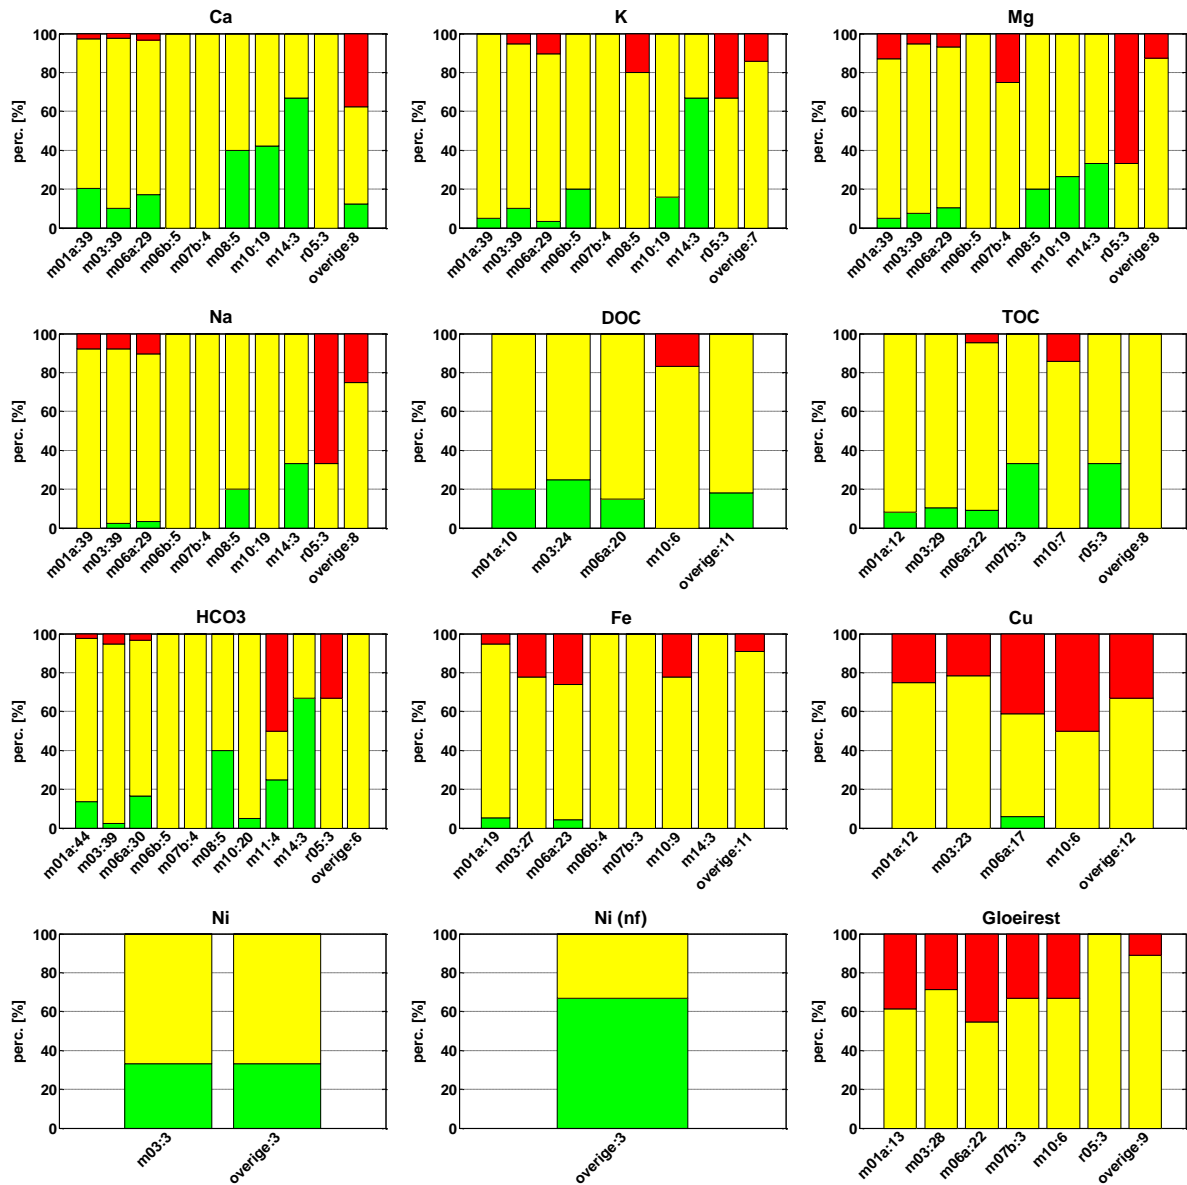 Ca
perc. [%]
100
80
60
40
20
0
m01a:39
m03:39
m06a:29
m06b:5
m07b:4
m08:5
m10:19
m14:3
r05:3
overige:8
K
perc. [%]
100
80
60
40
20
0
m01a:39
m03:39
m06a:29
m06b:5
m07b:4
m08:5
m10:19
m14:3
r05:3
overige:7
Mg
perc. [%]
100
80
60
40
20
0
m01a:39
m03:39
m06a:29
m06b:5
m07b:4
m08:5
m10:19
m14:3
r05:3
overige:8
Na
perc. [%]
100
80
60
40
20
0
m01a:39
m03:39
m06a:29
m06b:5
m07b:4
m08:5
m10:19
m14:3
r05:3
overige:8
DOC
perc. [%]
100
80
60
40
20
0
m01a:10
m03:24
m06a:20
m10:6
overige:11
TOC
perc. [%]
100
80
60
40
20
0
m01a:12
m03:29
m06a:22
m07b:3
m10:7
r05:3
overige:8
HCO3
perc. [%]
100
80
60
40
20
0
m01a:44
m03:39
m06a:30
m06b:5
m07b:4
m08:5
m10:20
m11:4
m14:3
r05:3
overige:6
Fe
perc. [%]
100
80
60
40
20
0
m01a:19
m03:27
m06a:23
m06b:4
m07b:3
m10:9
m14:3
overige:11
Cu
perc. [%]
100
80
60
40
20
0
m01a:12
m03:23
m06a:17
m10:6
overige:12
Ni
perc. [%]
100
80
60
40
20
0
m03:3
overige:3
Ni (nf)
perc. [%]
100
80
60
40
20
0
overige:3
Gloeirest
perc. [%]
100
80
60
40
20
0
m01a:13
m03:28
m06a:22
m07b:3
m10:6
r05:3
overige:9